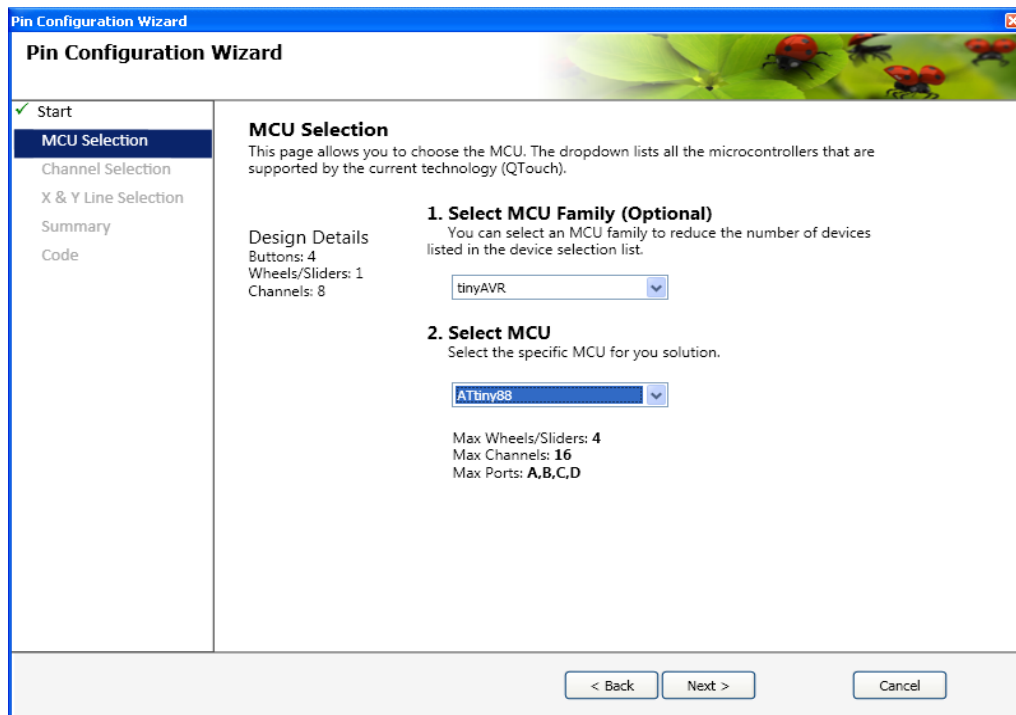 Pin Configuration Wizard
Pin Configuration Wizard
Start
MCU Selection
Channel Selection
X & Y Line Selection
Summary
Code
MCU Selection
This page allows you to choose the MCU. The dropdown lists all the microcontrollers that are
supported by the current technology (QTouch).
Design Details
Buttons: 4
Wheels/Sliders: 1
Channels: 8
1. Select MCU Family (Optional)
You can select an MCU family to reduce the number of devices
listed in the device selection list.
tinyAVR
2. Select MCU
Select the specific MCU for you solution.
ATtiny88
Max Wheels/Sliders: 4
Max Channels: 16
Max Ports: A,B,C,D
< Back
Next >
Cancel